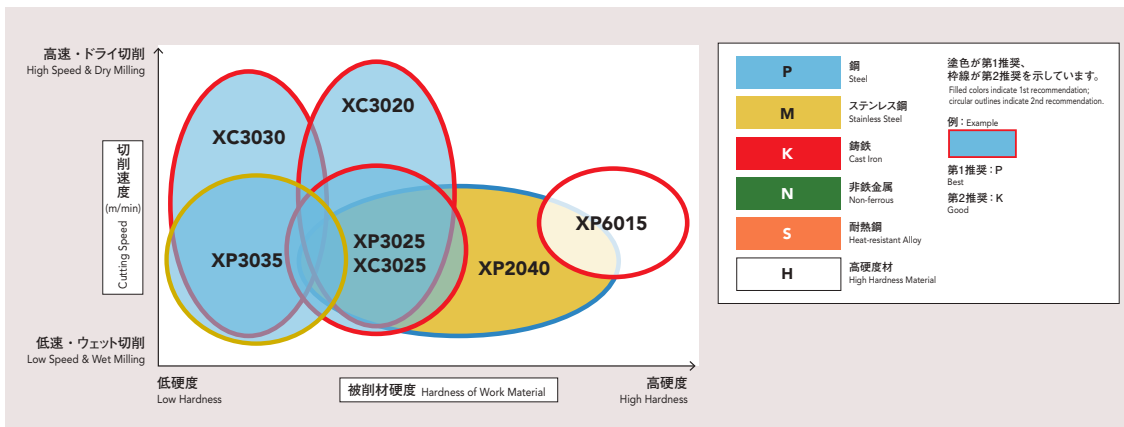 高速・ドライ切削
High Speed & Dry Milling
切削速度
(m/min)
Cutting Speed
低速・ウェット切削
Low Speed & Wet Milling
XC3030
XC3020
XP3035
XP3025
XC3025
XP2040
XP6015
低硬度
Low Hardness
被削材硬度 Hardness of Work Material
高硬度
High Hardness
P
鋼
Steel
M
ステンレス鋼
Stainless Steel
K
鋳鉄
Cast Iron
N
非鉄金属
Non-ferrous
S
耐熱鋼
Heat-resistant Alloy
H
高硬度材
High Hardness Material
塗色が第1推奨、
枠線が第2推奨を示しています。
Filled colors indicate 1st recommendation;
circular outlines indicate 2nd recommendation.
例：Example
第1推奨：P
Best
第2推奨：K
Good